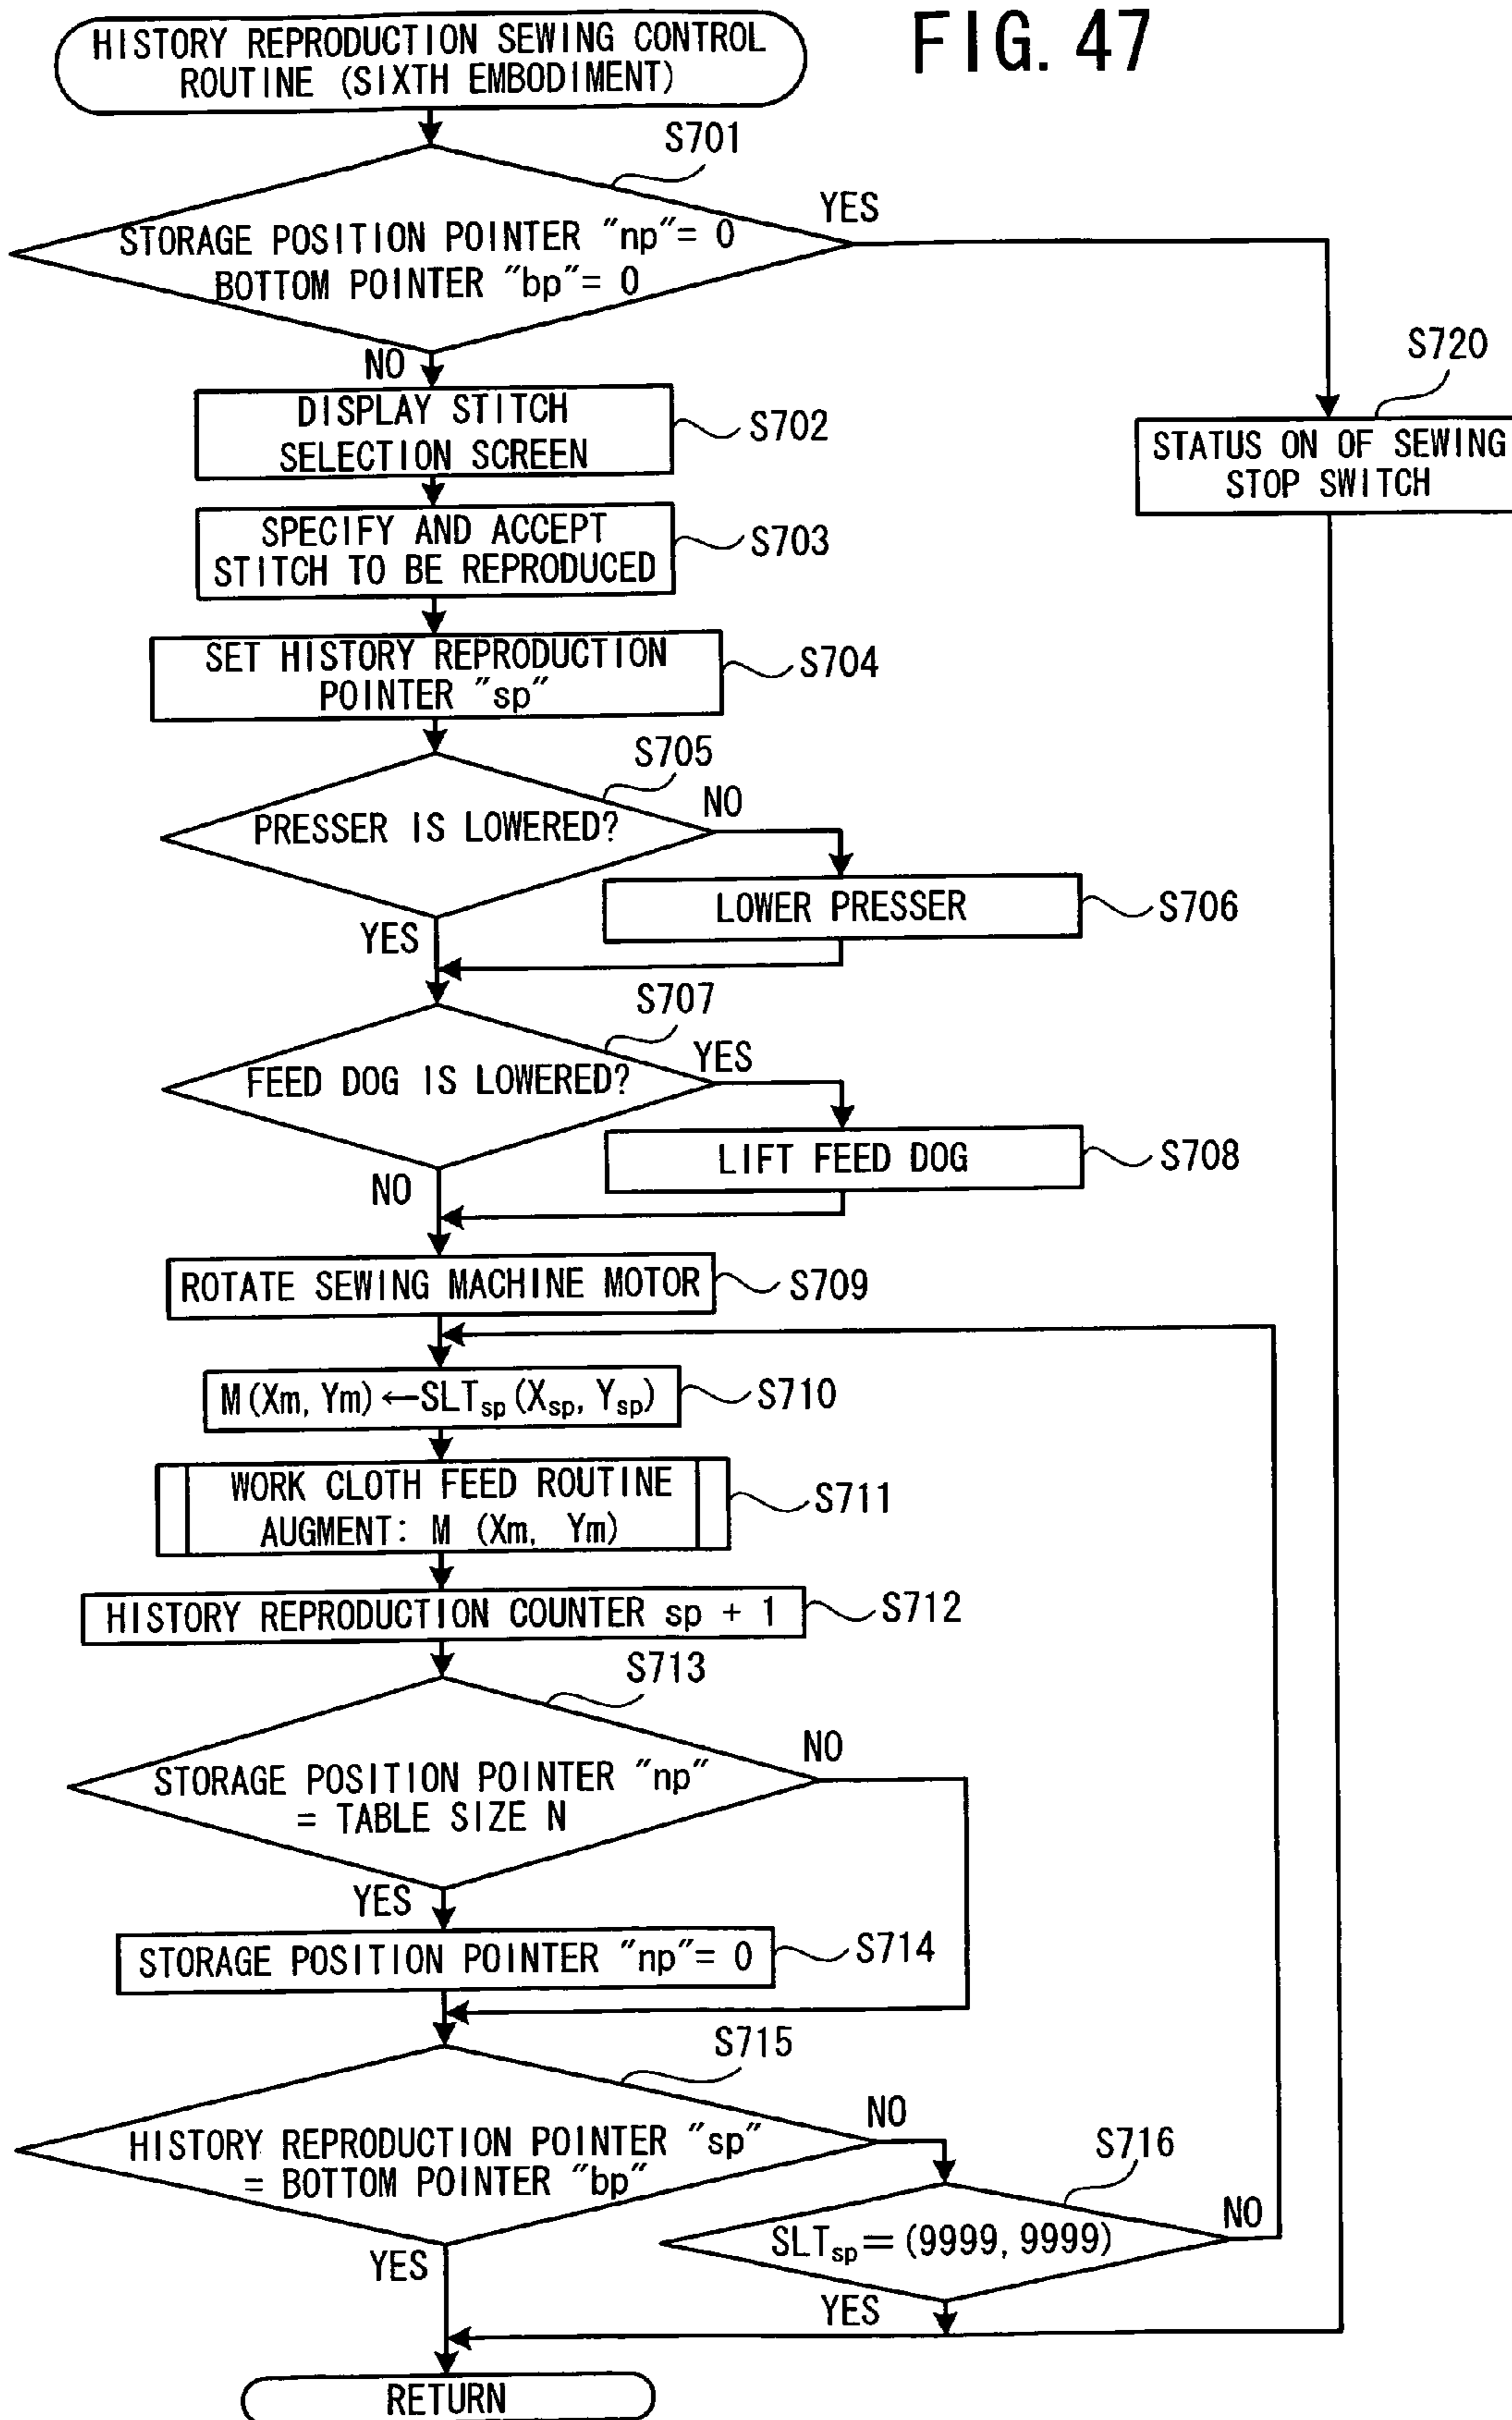 FIG. 47
HISTORY REPRODUCTION SEWING CONTROL
ROUTINE (SIXTH EMBODIMENT)
S701
STORAGE POSITION POINTER "np"= 0
BOTTOM POINTER "bp"= 0
YES
NO
S720
STATUS ON OF SEWING
STOP SWITCH
DISPLAY STITCH
SELECTION SCREEN
S702
SPECIFY AND ACCEPT
STITCH TO BE REPRODUCED
S703
SET HISTORY REPRODUCTION
POINTER "sp"
S704
S705
PRESSER IS LOWERED?
NO
LOWER PRESSER
S706
YES
S707
FEED DOG IS LOWERED?
YES
LIFT FEED DOG
S708
NO
ROTATE SEWING MACHINE MOTOR
S709
M(Xm, Ym)←SLTsp(Xsp, Ysp)
S710
WORK CLOTH FEED ROUTINE
AUGMENT: M (Xm, Ym)
S711
HISTORY REPRODUCTION COUNTER sp + 1
S712
S713
STORAGE POSITION POINTER "np"
= TABLE SIZE N
NO
YES
STORAGE POSITION POINTER "np"= 0
S714
S715
HISTORY REPRODUCTION POINTER "sp"
= BOTTOM POINTER "bp"
NO
S716
SLTsp=(9999, 9999)
NO
YES
YES
RETURN